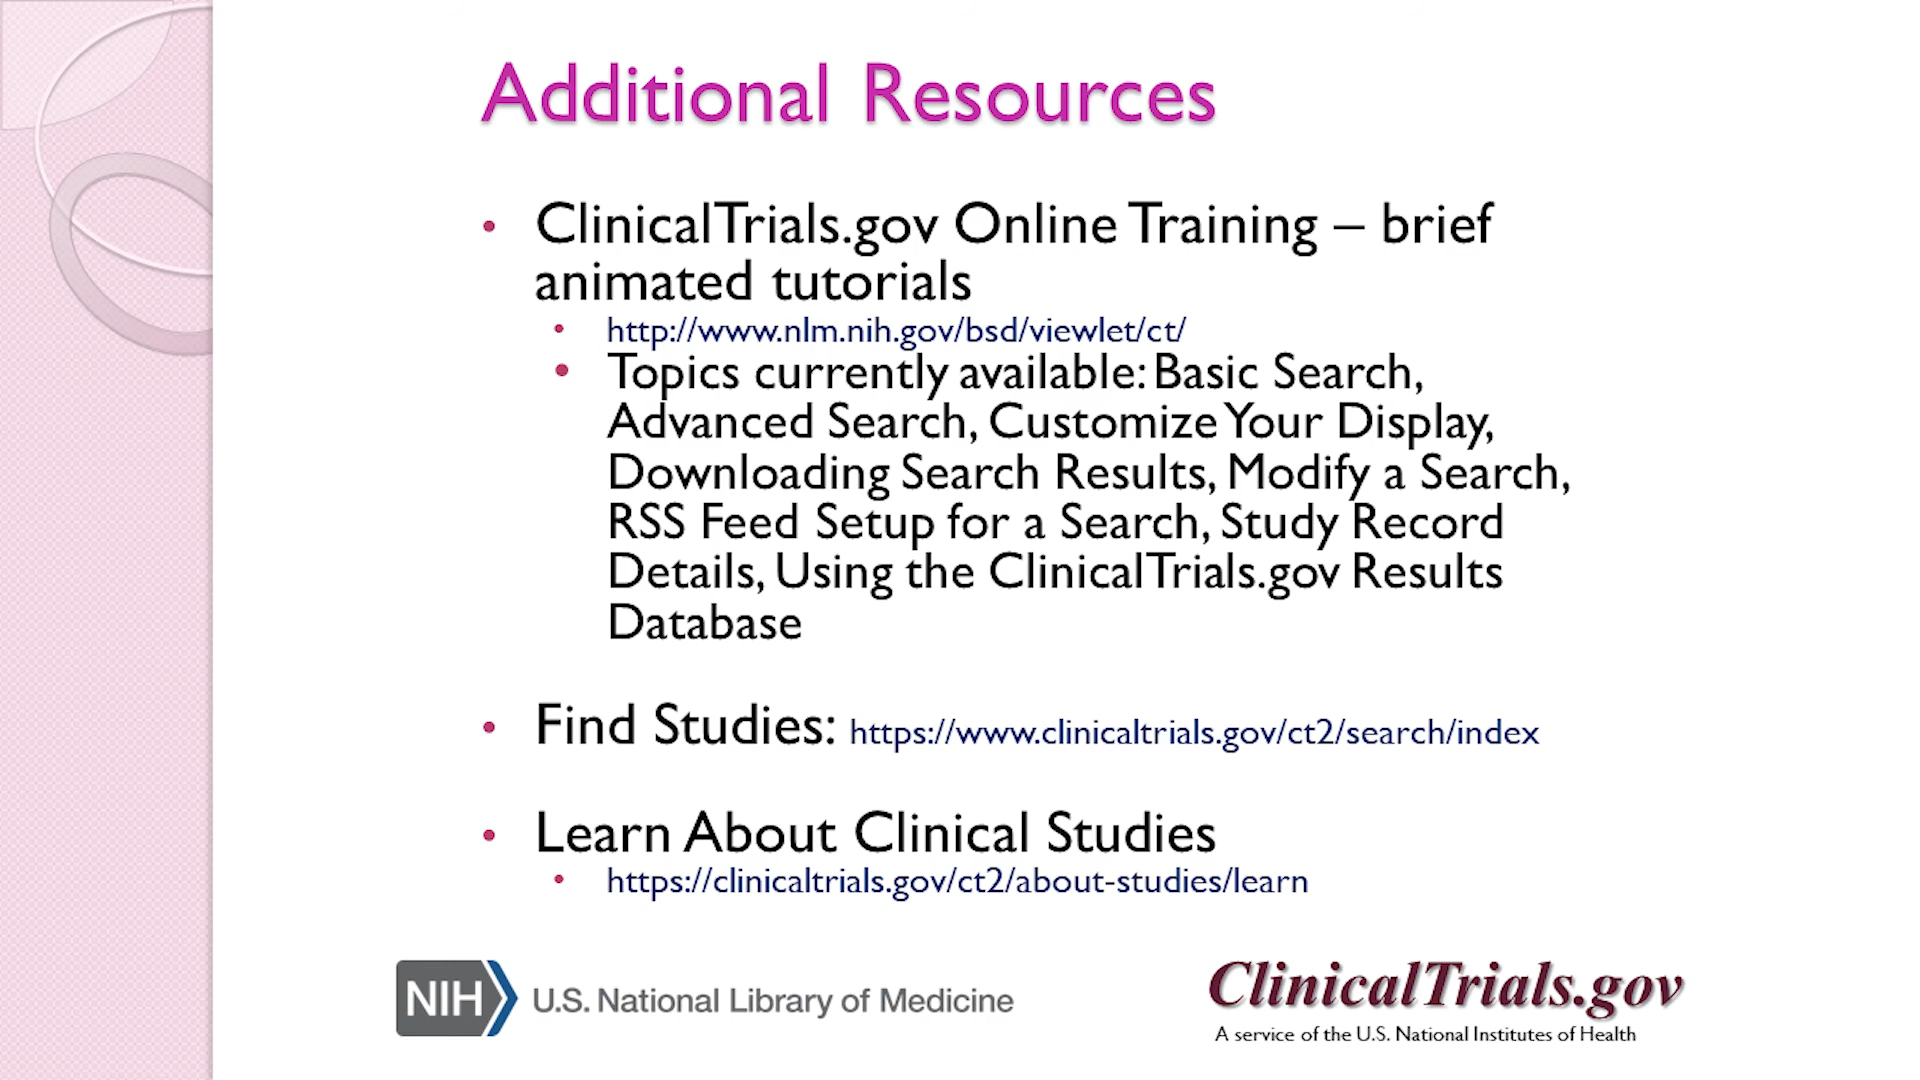 Additional Resources
• ClinicalTrials.gov Online Training – brief
animated tutorials
• http://www.nlm.nih.gov/bsd/viewlet/ct/
• Topics currently available: Basic Search,
Advanced Search, Customize Your Display,
Downloading Search Results, Modify a Search,
RSS Feed Setup for a Search, Study Record
Details, Using the ClinicalTrials.gov Results
Database
• Find Studies: https://www.clinicaltrials.gov/ct2/search/index
• Learn About Clinical Studies
• https://clinicaltrials.gov/ct2/about-studies/learn
NIH U.S. National Library of Medicine
ClinicalTrials.gov
A service of the U.S. National Institutes of Health